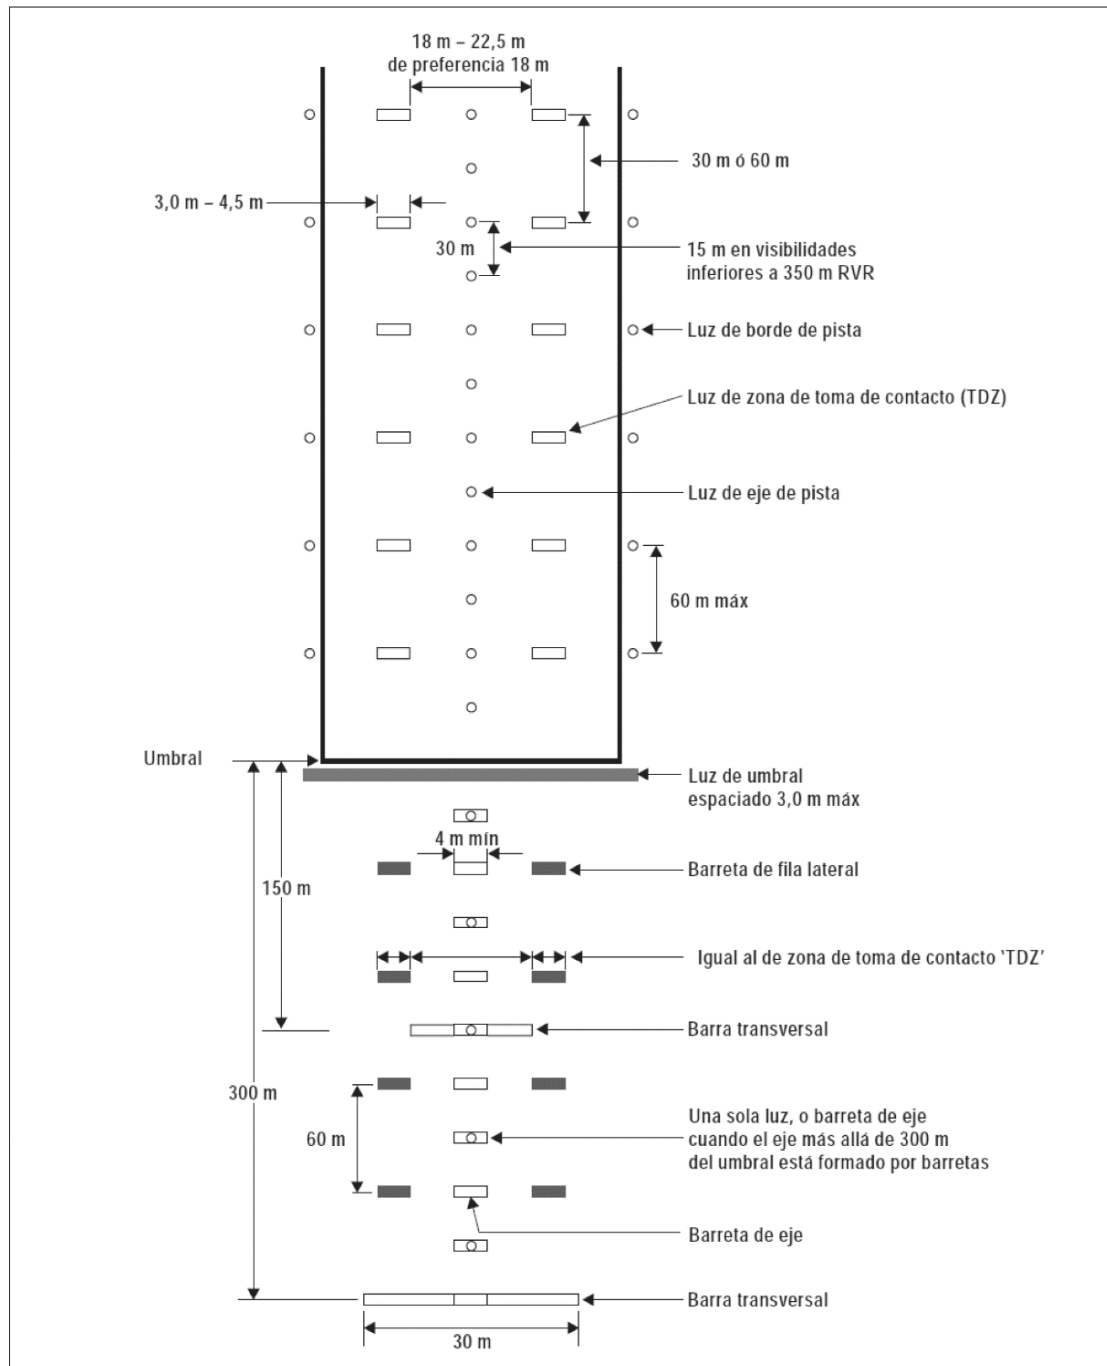 18 m – 22,5 m
de preferencia 18 m
30 m ó 60 m
3,0 m – 4,5 m
30 m
15 m en visibilidades
inferiores a 350 m RVR
Luz de borde de pista
Luz de zona de toma de contacto (TDZ)
Luz de eje de pista
60 m máx
Umbral
Luz de umbral
espaciado 3,0 m máx
4 m mín
Barreta de fila lateral
150 m
Igual al de zona de toma de contacto ‘TDZ’
Barra transversal
300 m
60 m
Una sola luz, o barreta de eje
cuando el eje más allá de 300 m
del umbral está formado por barretas
Barreta de eje
Barra transversal
30 m